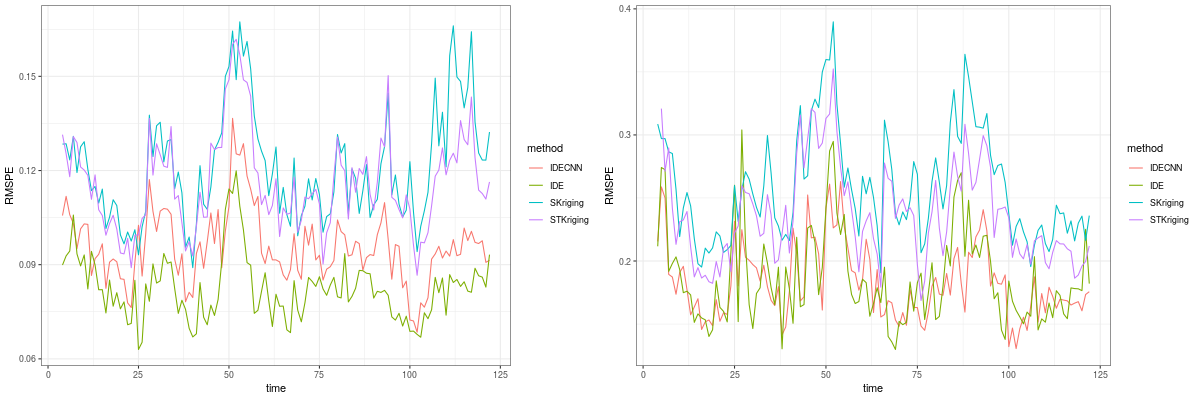 RMSPE
0.15
0.12
0.09
0.06
0
25
50
75
100
125
time
method
IDECNN
IDE
SKriging
STKriging
RMSPE
0.4
0.3
0.2
0
25
50
75
100
125
time
method
IDECNN
IDE
SKriging
STKriging